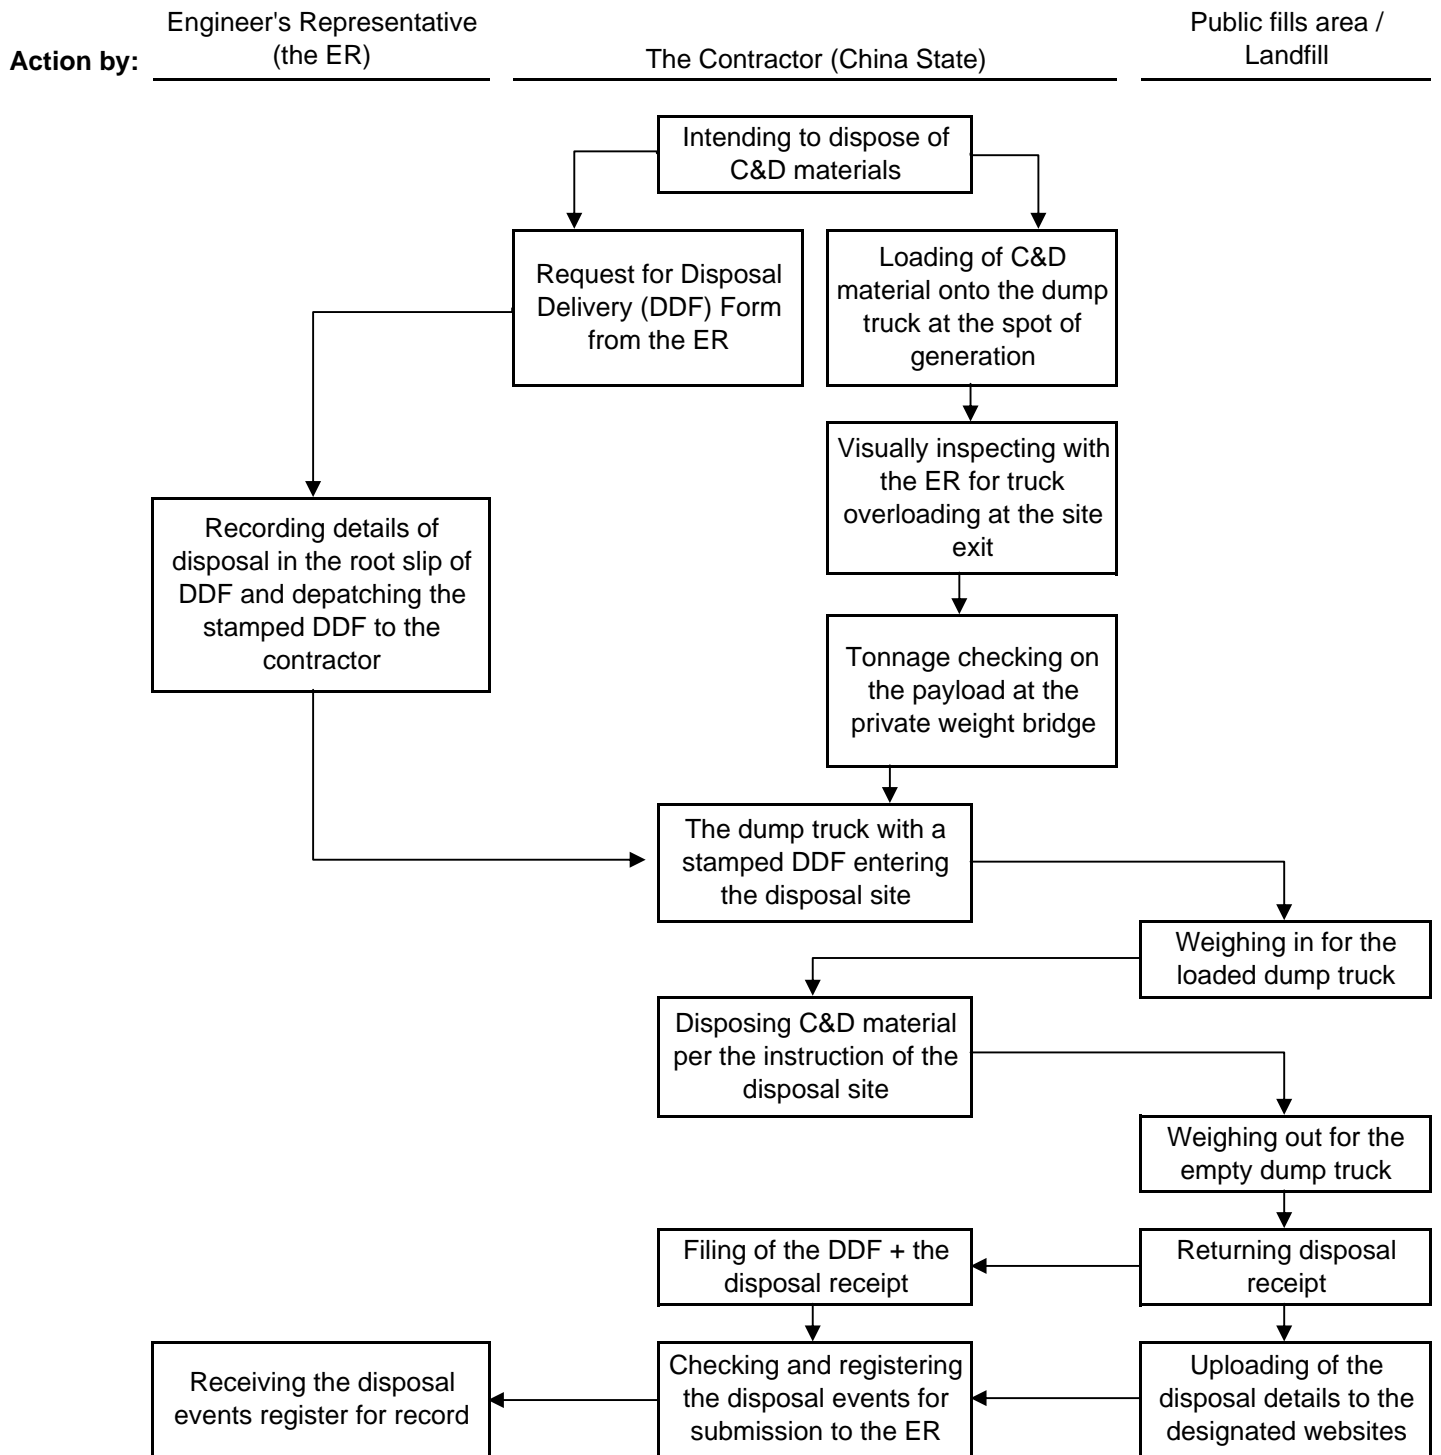 Action by:
Engineer's Representative
(the ER)
The Contractor (China State)
Public fills area /
Landfill
Intending to dispose of
C&D materials
Request for Disposal
Delivery (DDF) Form
from the ER
Loading of C&D
material onto the dump
truck at the spot of
generation
Visually inspecting with
the ER for truck
overloading at the site
exit
Recording details of
disposal in the root slip of
DDF and depatching the
stamped DDF to the
contractor
Tonnage checking on
the payload at the
private weight bridge
The dump truck with a
stamped DDF entering
the disposal site
Weighing in for the
loaded dump truck
Disposing C&D material
per the instruction of the
disposal site
Weighing out for the
empty dump truck
Filing of the DDF + the
disposal receipt
Returning disposal
receipt
Receiving the disposal
events register for record
Checking and registering
the disposal events for
submission to the ER
Uploading of the
disposal details to the
designated websites